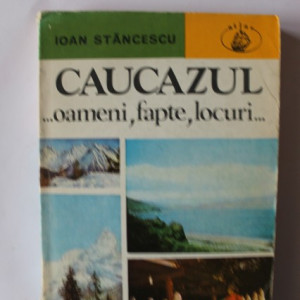 IOAN STĂNCESCU
CAUCAZUL
...oameni, fapte, locuri...